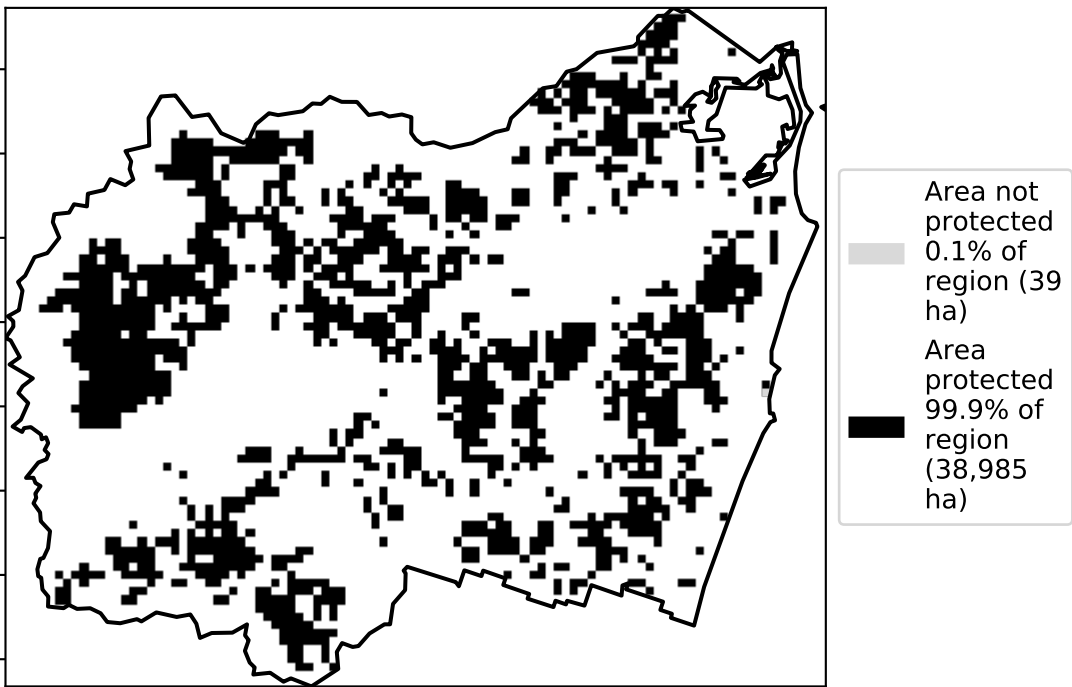 Area not
protected
0.1% of
region (39
ha)
Area
protected
99.9% of
region
(38,985
ha)